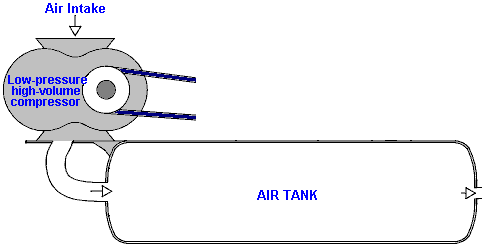 Air Intake
Low-pressure
high-volume
compressor
AIR TANK